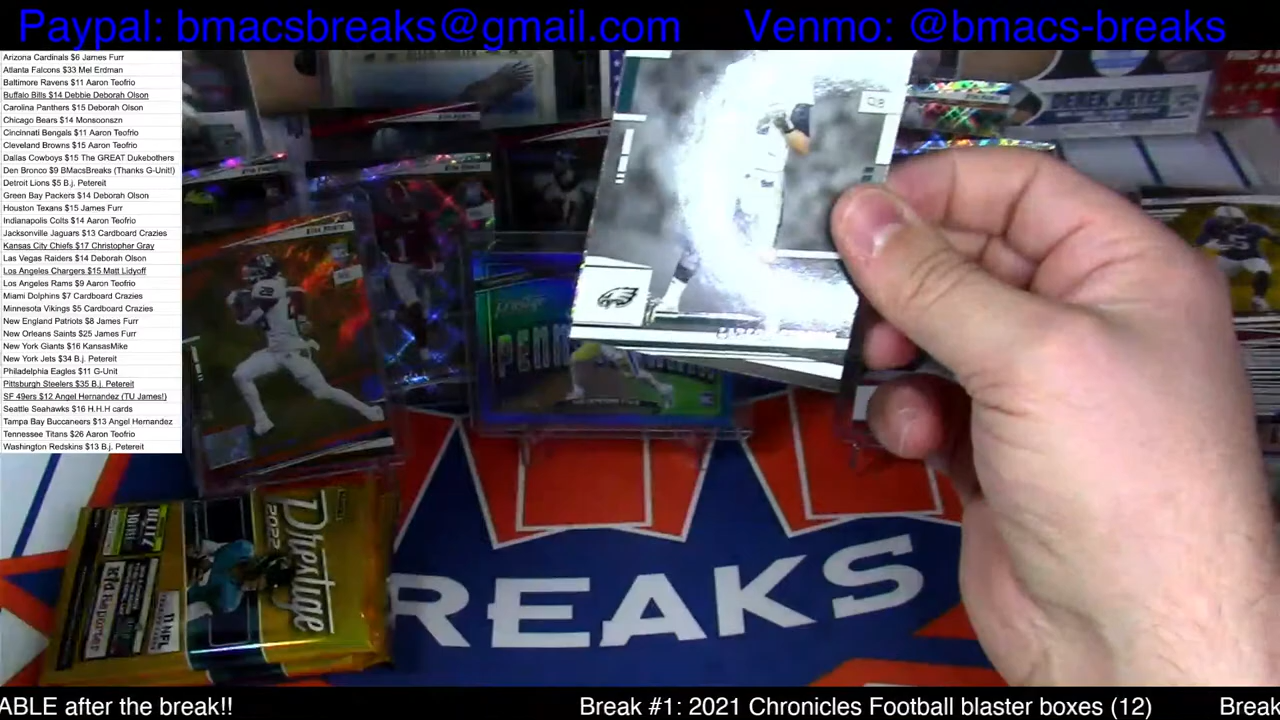 Paypal: bmacsbreaks@gmail.com Venmo: @bmacs-breaks
Arizona Cardinals $6 James Furr
Atlanta Falcons $33 Mel Erdman
Baltimore Ravens $11 Aaron Teofrio
Buffalo Bills $14 Debbie Deborah Olson
Carolina Panthers $15 Deborah Olson
Chicago Bears $14 Monsoonszn
Cincinnati Bengals $11 Aaron Teofrio
Cleveland Browns $15 Aaron Teofrio
Dallas Cowboys $15 The GREAT Dukebothers
Den Bronco $9 BMacsBreaks (Thanks G-Unit!)
Detroit Lions $5 B.j. Petereit
Green Bay Packers $14 Deborah Olson
Houston Texans $15 James Furr
Indianapolis Colts $14 Aaron Teofrio
Jacksonville Jaguars $13 Cardboard Crazies
Kansas City Chiefs $17 Christopher Gray
Las Vegas Raiders $14 Deborah Olson
Los Angeles Chargers $15 Matt Lidyoff
Los Angeles Rams $9 Aaron Teofrio
Miami Dolphins $7 Cardboard Crazies
Minnesota Vikings $5 Cardboard Crazies
New England Patriots $8 James Furr
New Orleans Saints $25 James Furr
New York Giants $16 KansasMike
New York Jets $34 B.j. Petereit
Philadelphia Eagles $11 G-Unit
Pittsburgh Steelers $35 B.j. Petereit
SF 49ers $12 Angel Hernandez (TU James!)
Seattle Seahawks $16 H.H.H cards
Tampa Bay Buccaneers $13 Angel Hernandez
Tennessee Titans $26 Aaron Teofrio
Washington Redskins $13 B.j. Petereit
DEREK JETER
QB
Prestige
2022
NFL
REAKS
ABLE after the break!! Break #1: 2021 Chronicles Football blaster boxes (12) Break